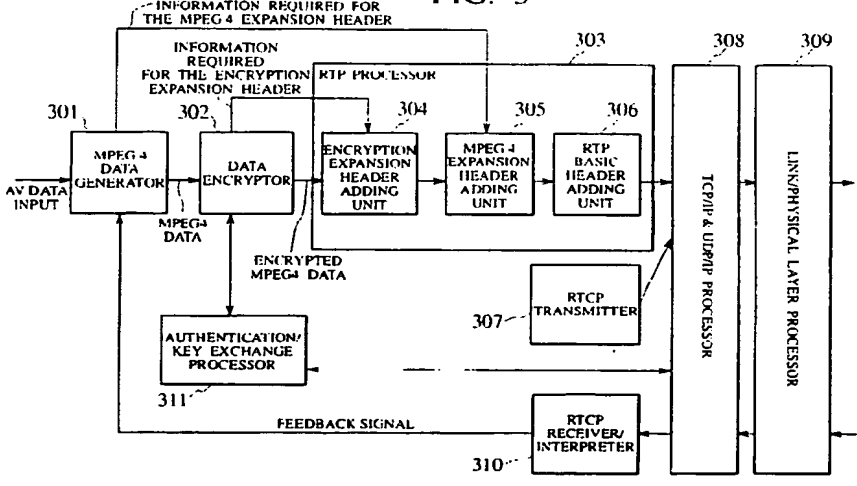 FIG. 3
INFORMATION REQUIRED FOR
THE MPEG 4 EXPANSION HEADER
INFORMATION
REQUIRED
FOR THE ENCRYPTION
EXPANSION HEADER
RTP PROCESSOR
303
308
309
301
302
304
305
306
AV DATA
INPUT
MPEG 4
DATA
GENERATOR
MPEG4
DATA
DATA
ENCRYPTOR
ENCRYPTED
MPEG4 DATA
ENCRYPTION
EXPANSION
HEADER
ADDING
UNIT
MPEG 4
EXPANSION
HEADER
ADDING
UNIT
RTP
BASIC
HEADER
ADDING
UNIT
TCP/IP & UDP/IP PROCESSOR
LINK/PHYSICAL LAYER PROCESSOR
307
RTCP
TRANSMITTER
AUTHENTICATION/
KEY EXCHANGE
PROCESSOR
311
FEEDBACK SIGNAL
RTCP
RECEIVER/
INTERPRETER
310